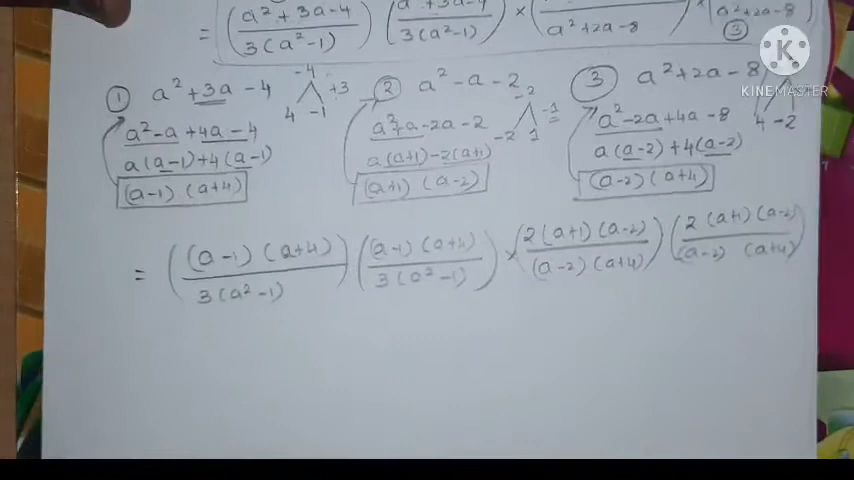 = (a² + 3a - 4 / 3(a² - 1)) (a² + 3a - 4 / 3(a² - 1)) × ( / a² + 2a - 8) × ( / a² + 2a - 8)
③
KINEMASTER
① a² + 3a - 4
-4
+3
4 -1
a² - a + 4a - 4
a(a - 1) + 4(a - 1)
(a - 1) (a + 4)
② a² - a - 2
-2
-1
-2 1
a² + a - 2a - 2
a(a + 1) - 2(a + 1)
(a + 1) (a - 2)
③ a² + 2a - 8
4 -2
a² - 2a + 4a - 8
a(a - 2) + 4(a - 2)
(a - 2) (a + 4)
= ((a - 1) (a + 4) / 3(a² - 1)) ((a - 1) (a + 4) / 3(a² - 1)) × (2(a + 1) (a - 2) / (a - 2) (a + 4)) (2(a + 1) (a - 2) / (a - 2) (a + 4))